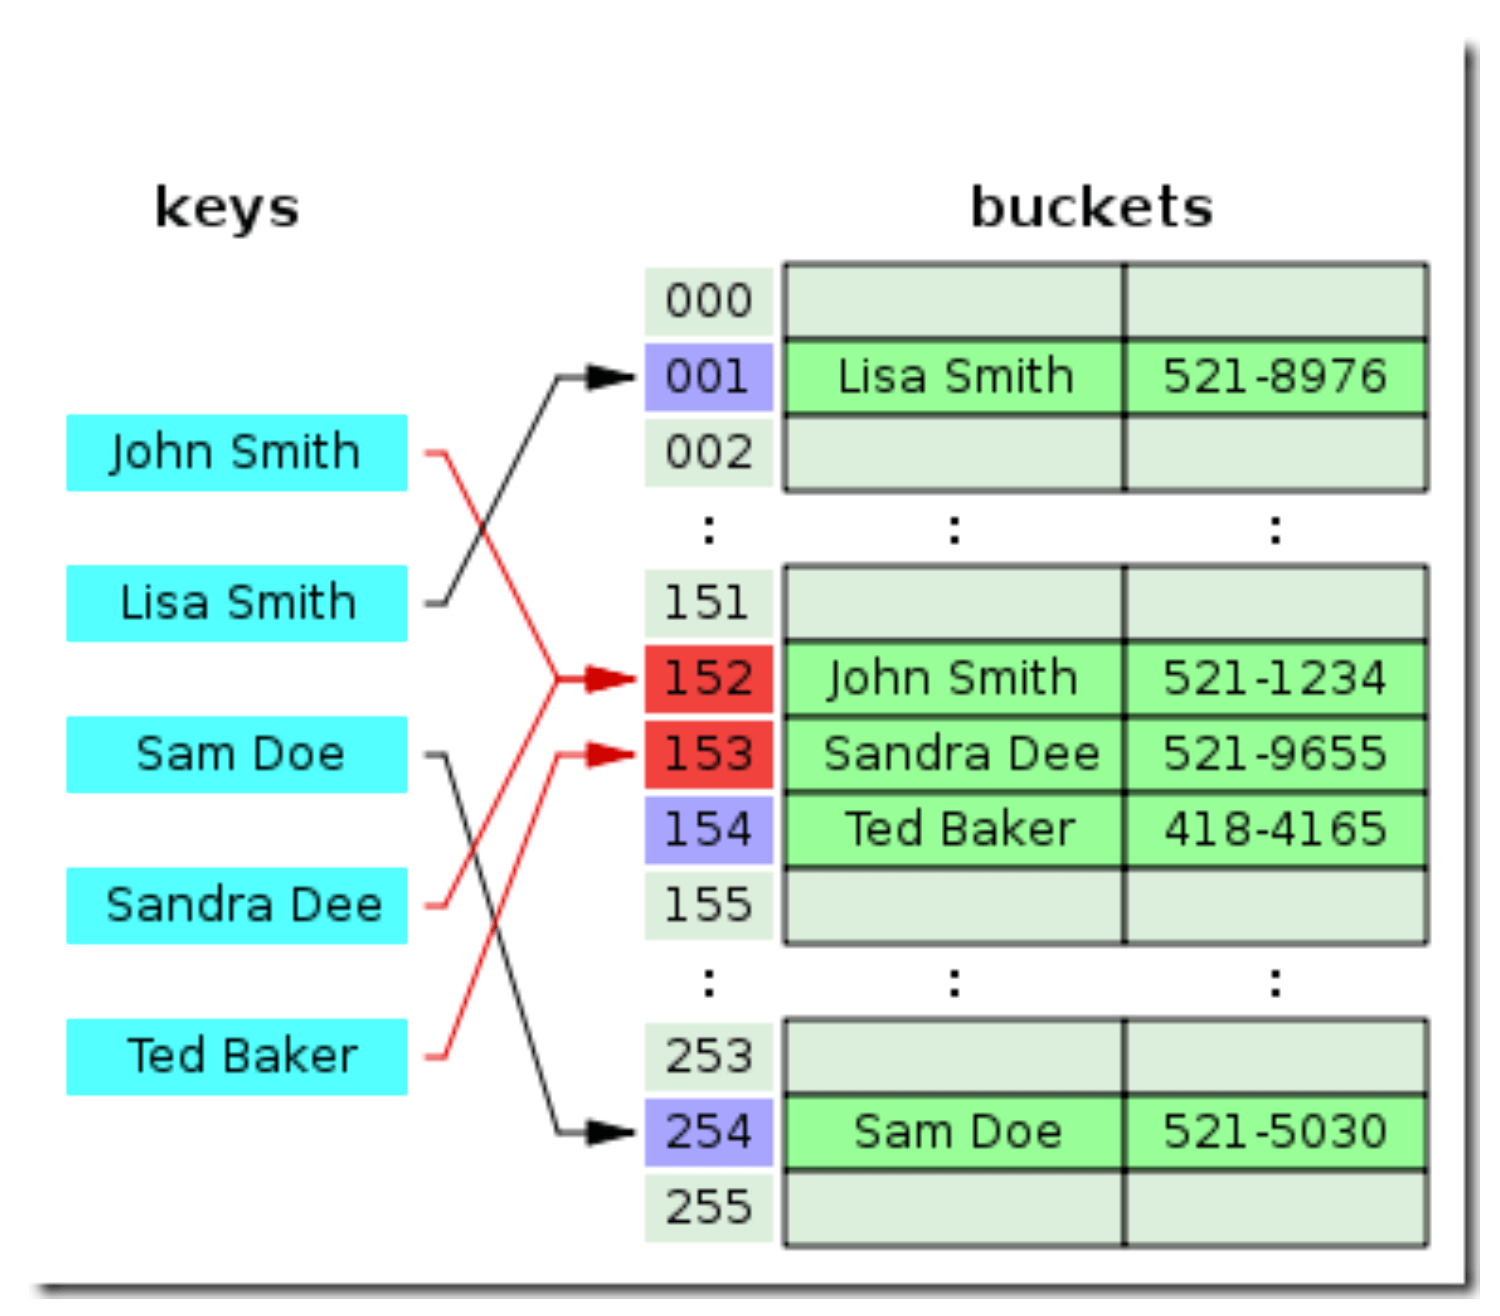 keys
buckets
000
001 Lisa Smith 521-8976
John Smith
002
: : :
Lisa Smith
151
152 John Smith 521-1234
Sam Doe
153 Sandra Dee 521-9655
154 Ted Baker 418-4165
Sandra Dee
155
: : :
Ted Baker
253
254 Sam Doe 521-5030
255